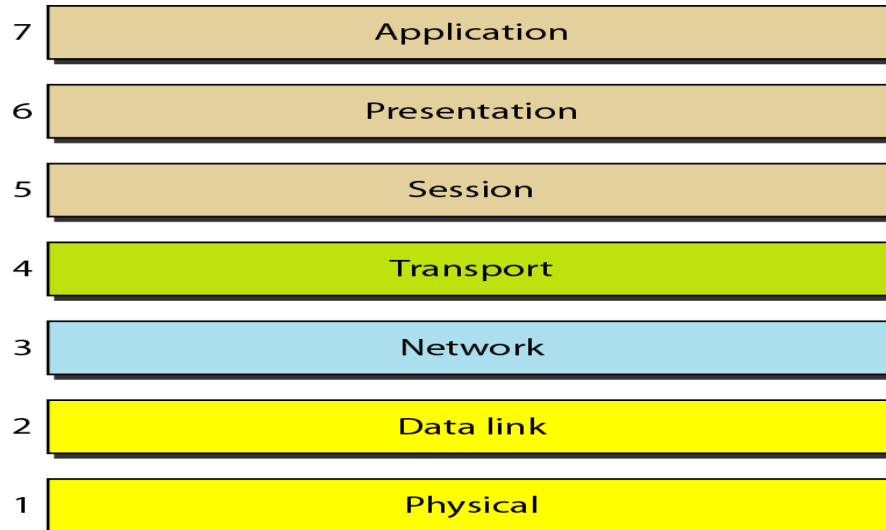 7 Application
6 Presentation
5 Session
4 Transport
3 Network
2 Data link
1 Physical